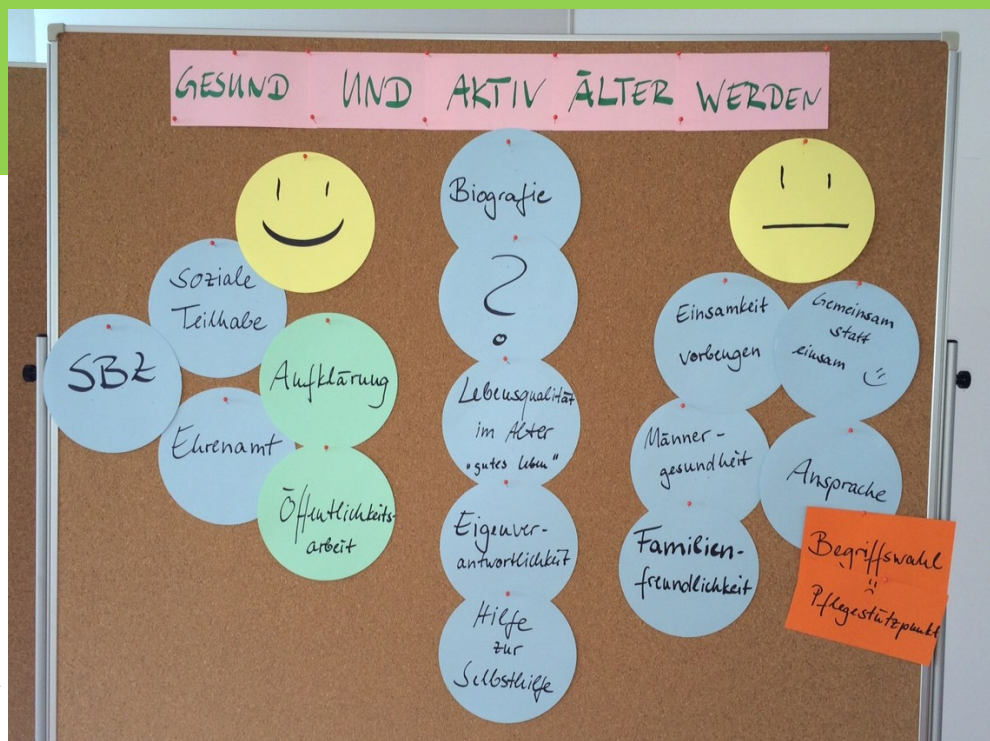 GESUND UND AKTIV ÄLTER WERDEN
SBZ
Soziale
Teilhabe
Ehrenamt
Aufklärung
Öffentlichkeits-
arbeit
Biografie
?
Lebensqualität
im Alter
"gutes Leben"
Eigenver-
antwortlichkeit
Hilfe
zur
Selbsthilfe
Einsamkeit
vorbeugen
Gemeinsam
statt
einsam
Männer-
gesundheit
Ansprache
Familien-
freundlichkeit
Begriffswahl
Pflegestützpunkt